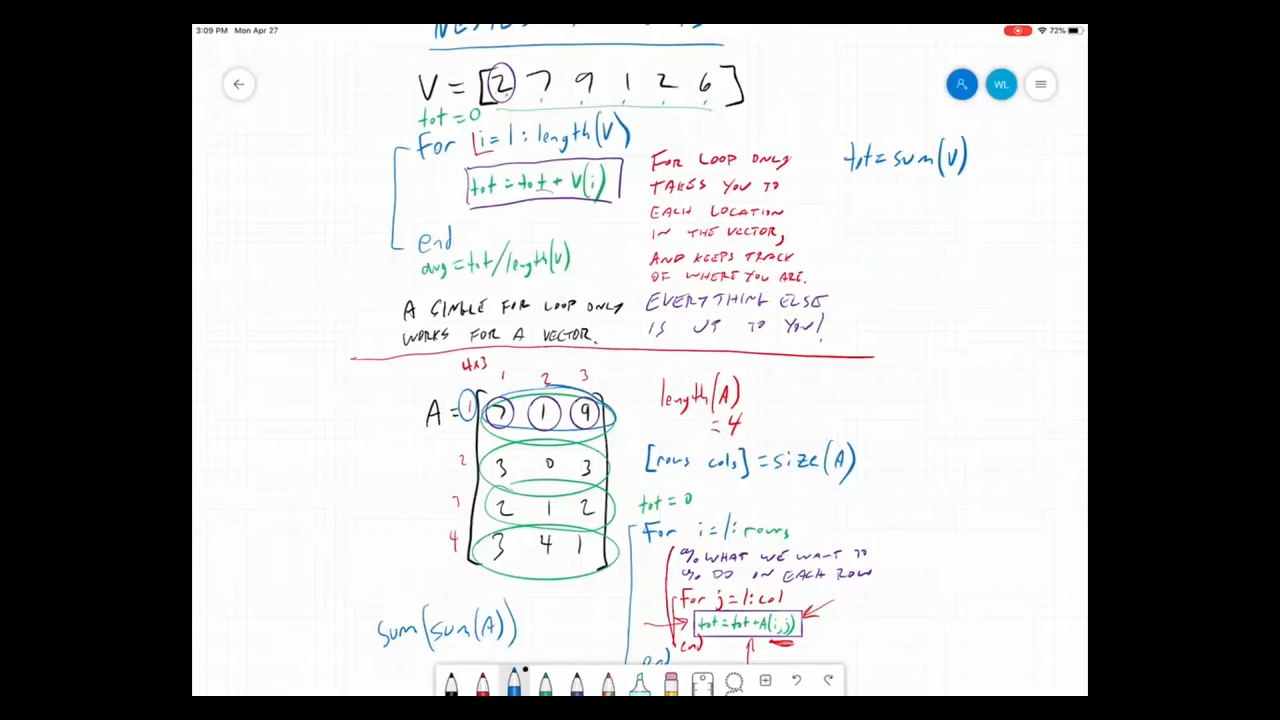 3:09 PM Mon Apr 27
72%
WL
V = [2 7 9 1 2 6]
tot = 0
For i = 1 : length(V)
tot = tot + V(i)
end
avg = tot/length(V)
A SINGLE FOR LOOP ONLY
WORKS FOR A VECTOR.
FOR LOOP ONLY
TAKES YOU TO
EACH LOCATION
IN THE VECTOR,
AND KEEPS TRACK
OF WHERE YOU ARE.
EVERYTHING ELSE
IS UP TO YOU!
tot = sum(V)
4x3
1 2 3
A = 1 7 1 9
2 3 0 3
3 2 1 2
4 3 4 1
sum(sum(A))
length(A)
= 4
[rows cols] = size(A)
tot = 0
For i = 1 : rows
% WHAT WE WANT TO
% DO ON EACH ROW
For j = 1 : col
tot = tot + A(i,j)
end
end